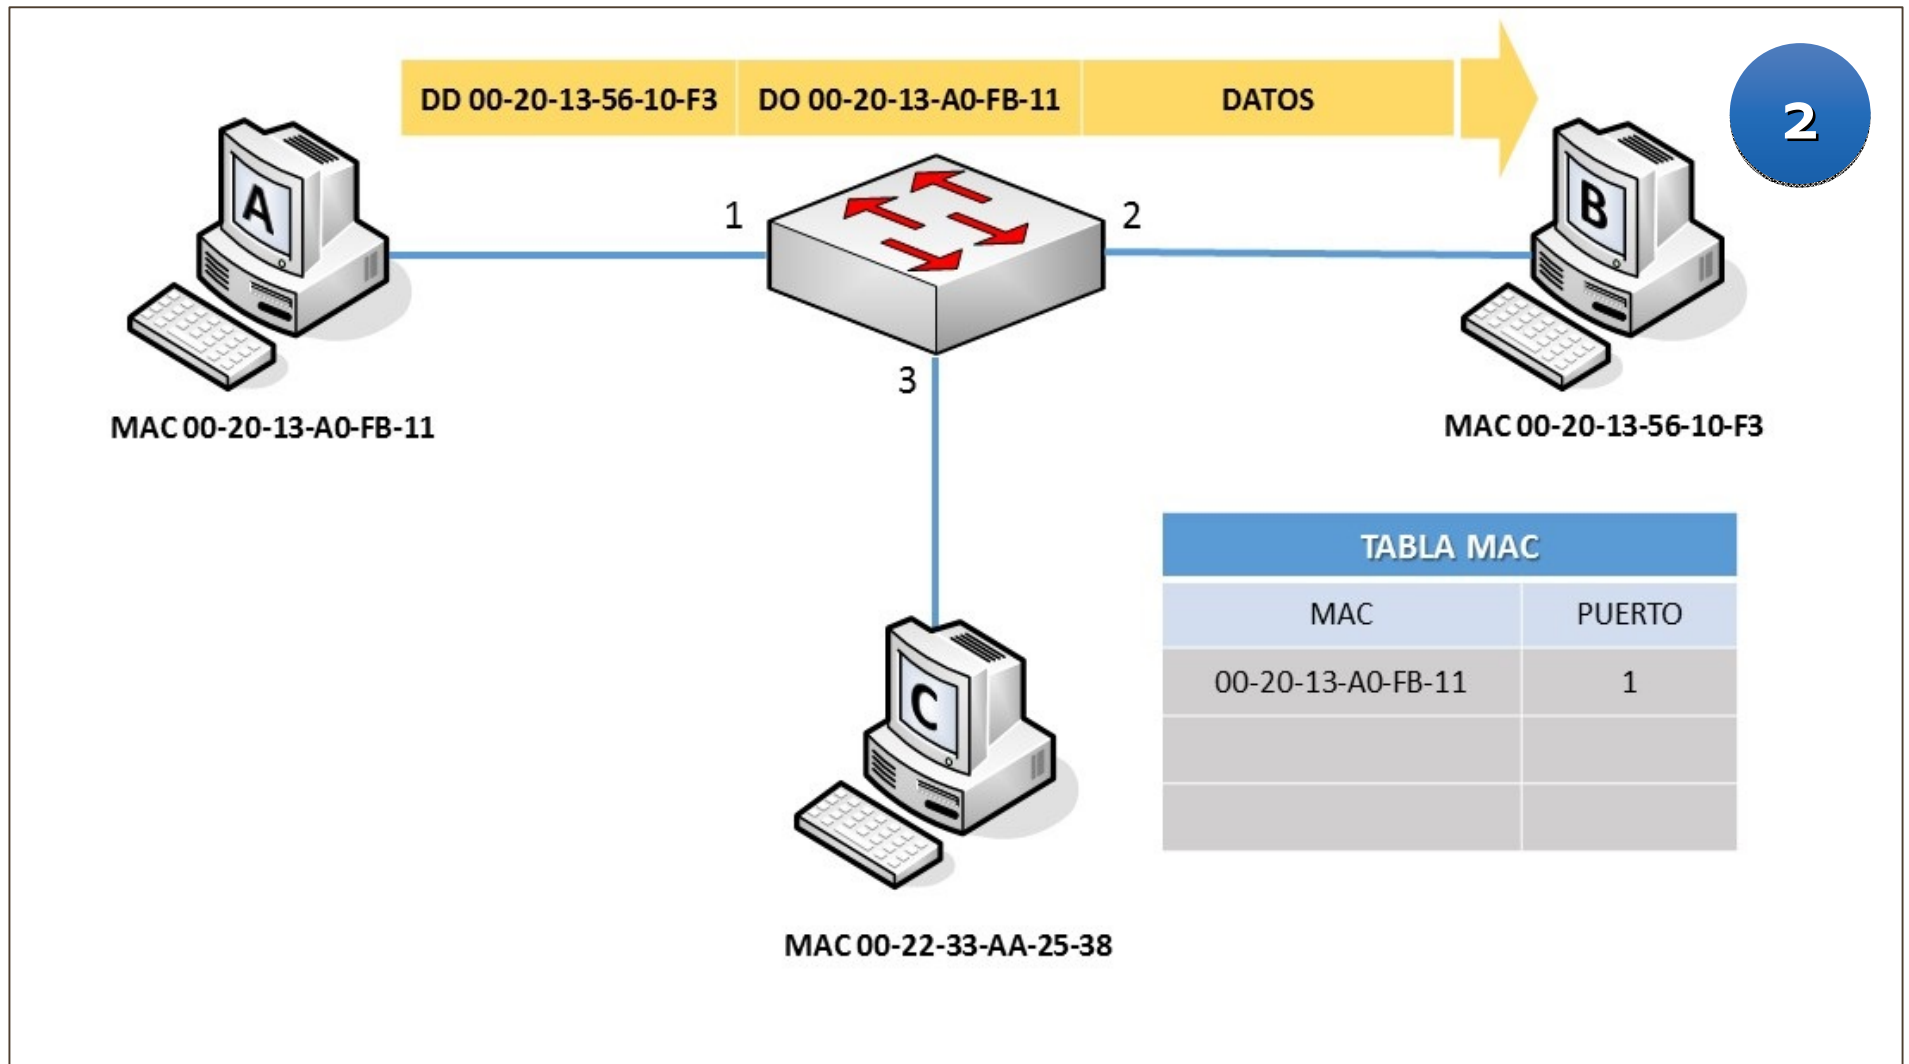 DD 00-20-13-56-10-F3 DO 00-20-13-A0-FB-11 DATOS
2
A
B
1
2
3
MAC 00-20-13-A0-FB-11
MAC 00-20-13-56-10-F3
TABLA MAC
MAC PUERTO
00-20-13-A0-FB-11 1
C
MAC 00-22-33-AA-25-38